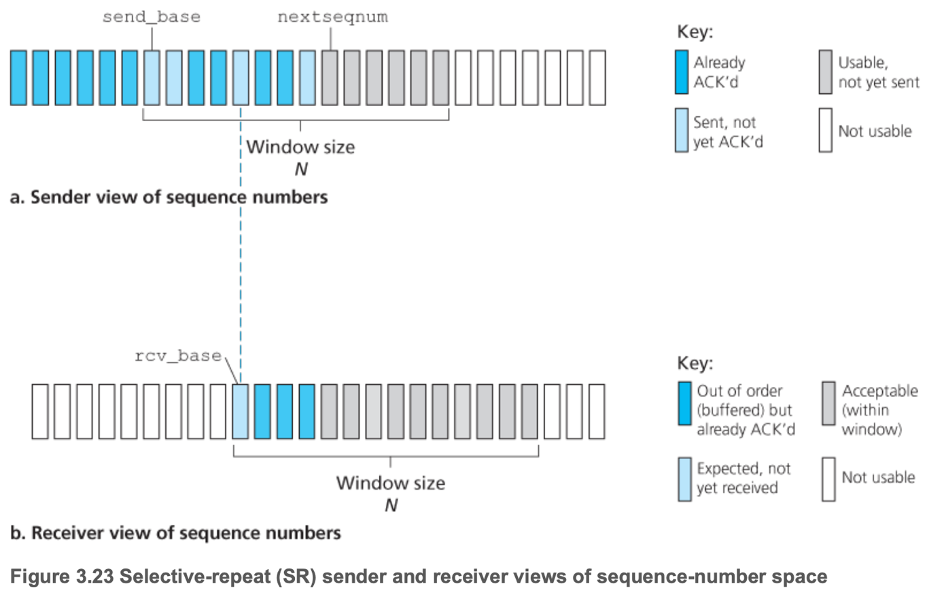 send_base
nextseqnum
Key:
Already
ACK’d
Usable,
not yet sent
Sent, not
yet ACK’d
Not usable
Window size
N
a. Sender view of sequence numbers
rcv_base
Key:
Out of order
(buffered) but
already ACK’d
Acceptable
(within
window)
Expected, not
yet received
Not usable
Window size
N
b. Receiver view of sequence numbers
Figure 3.23 Selective-repeat (SR) sender and receiver views of sequence-number space